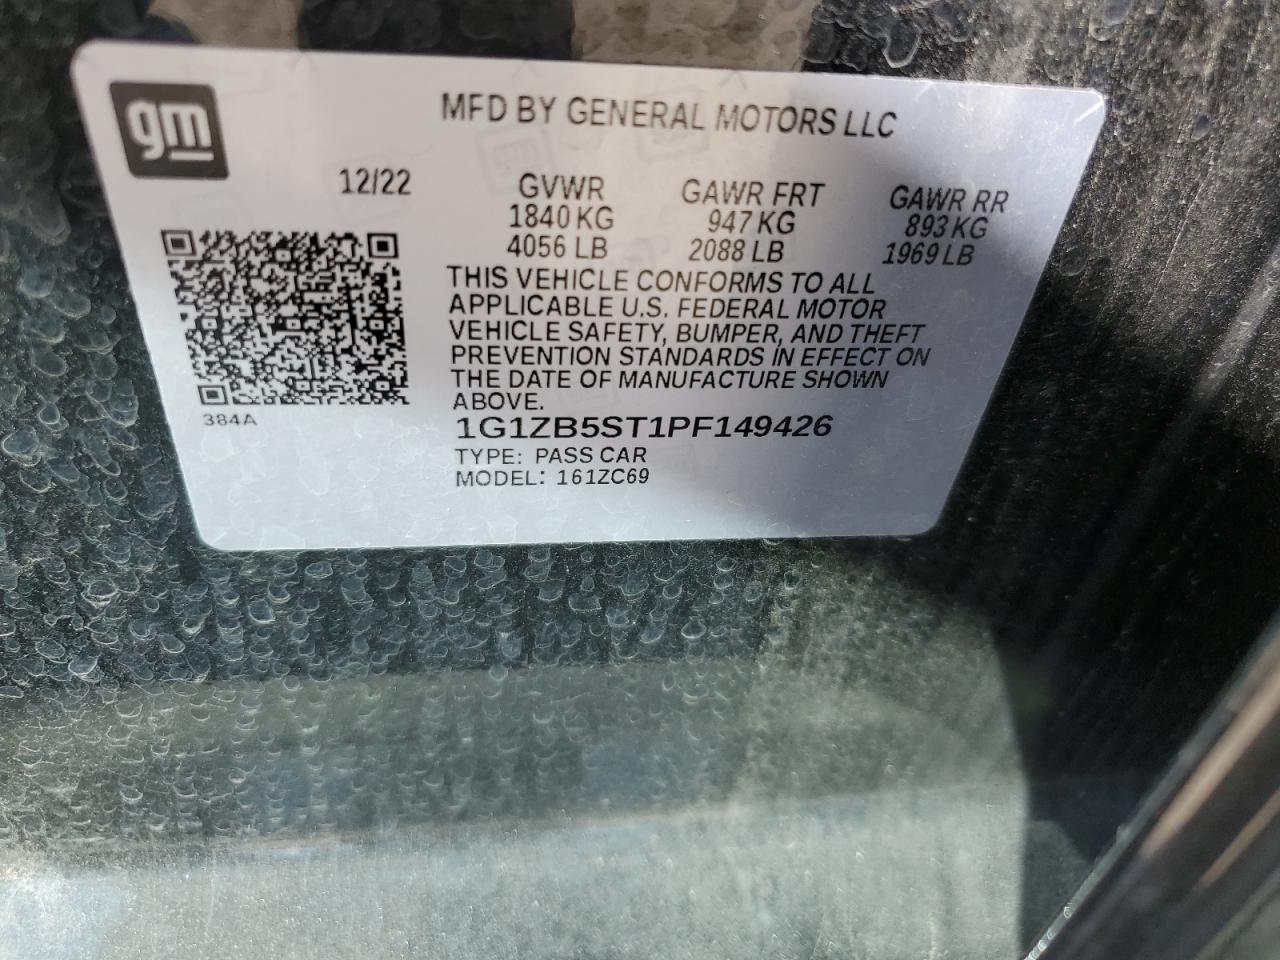 gm
MFD BY GENERAL MOTORS LLC
12/22
GVWR GAWR FRT GAWR RR
1840 KG 947 KG 893 KG
4056 LB 2088 LB 1969 LB
THIS VEHICLE CONFORMS TO ALL
APPLICABLE U.S. FEDERAL MOTOR
VEHICLE SAFETY, BUMPER, AND THEFT
PREVENTION STANDARDS IN EFFECT ON
THE DATE OF MANUFACTURE SHOWN
ABOVE.
384A
1G1ZB5ST1PF149426
TYPE: PASS CAR
MODEL: 161ZC69